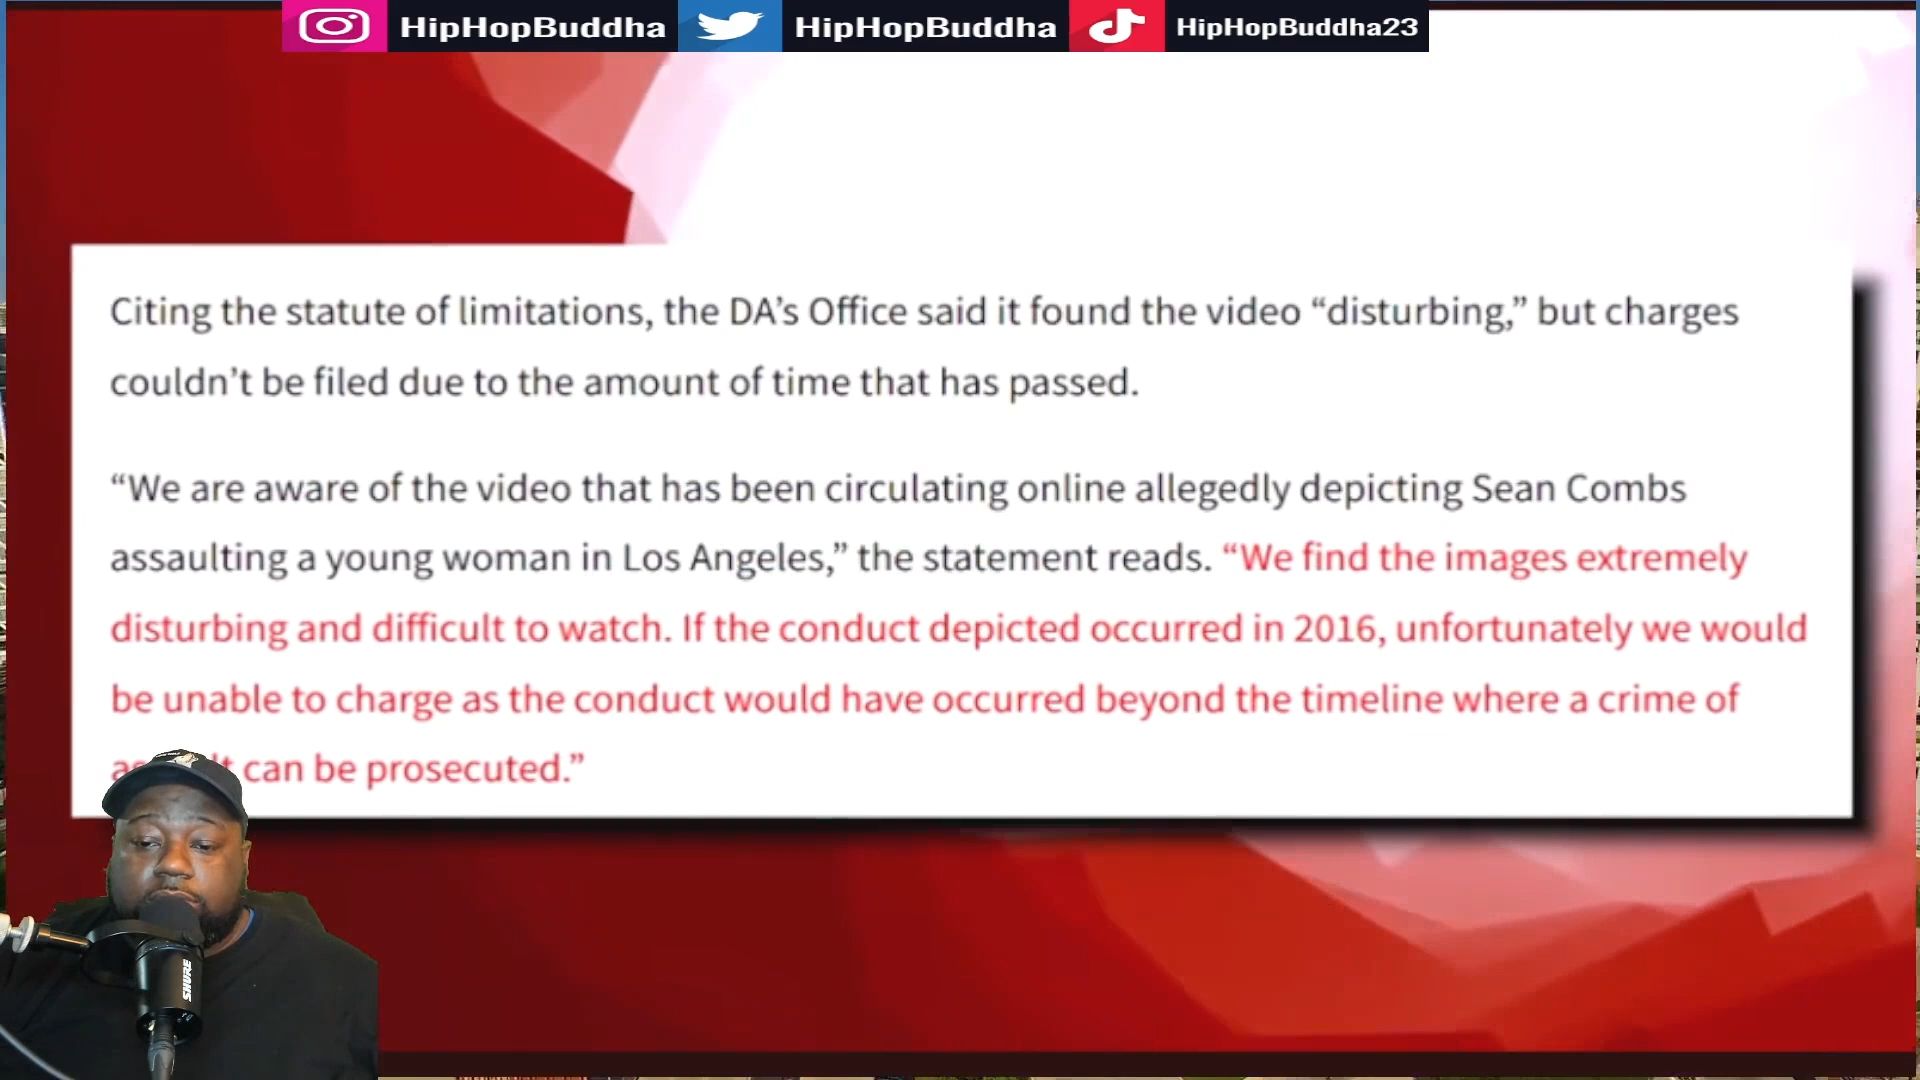 HipHopBuddha HipHopBuddha HipHopBuddha23
Citing the statute of limitations, the DA’s Office said it found the video “disturbing,” but charges
couldn’t be filed due to the amount of time that has passed.
“We are aware of the video that has been circulating online allegedly depicting Sean Combs
assaulting a young woman in Los Angeles,” the statement reads. “We find the images extremely
disturbing and difficult to watch. If the conduct depicted occurred in 2016, unfortunately we would
be unable to charge as the conduct would have occurred beyond the timeline where a crime of
can be prosecuted.”
SHURE